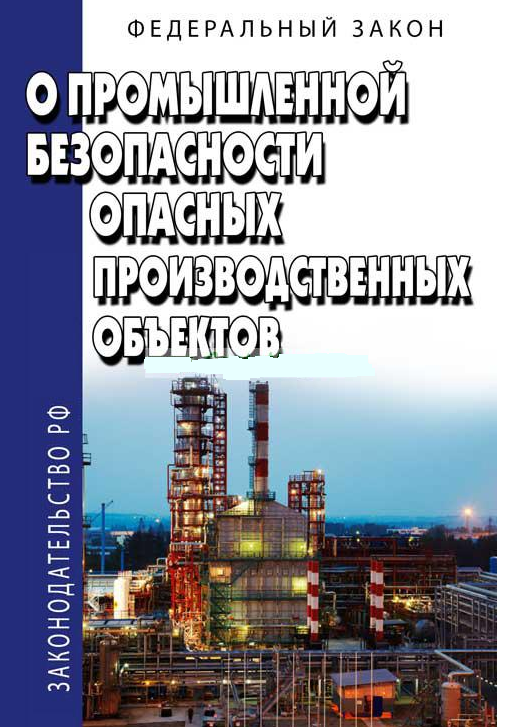 ФЕДЕРАЛЬНЫЙ ЗАКОН
О ПРОМЫШЛЕННОЙ
БЕЗОПАСНОСТИ
ОПАСНЫХ
ПРОИЗВОДСТВЕННЫХ
ОБЪЕКТОВ
ЗАКОНОДАТЕЛЬСТВО РФ